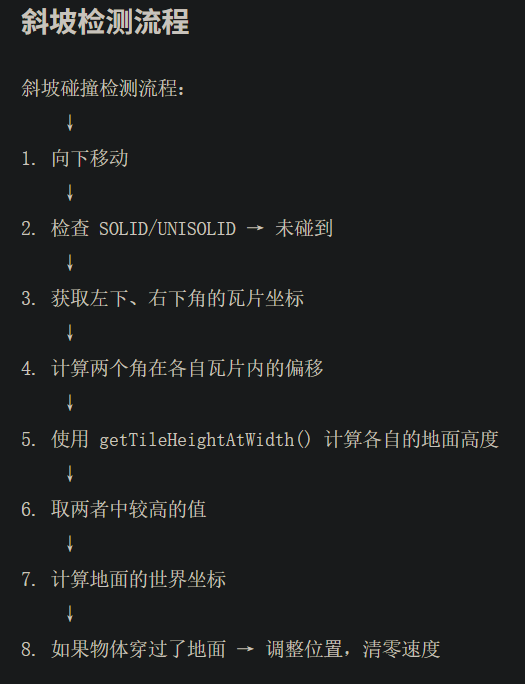 斜坡检测流程
斜坡碰撞检测流程:
↓
1. 向下移动
↓
2. 检查 SOLID/UNISOLID → 未碰到
↓
3. 获取左下、右下角的瓦片坐标
↓
4. 计算两个角在各自瓦片内的偏移
↓
5. 使用 getTileHeightAtWidth() 计算各自的地面高度
↓
6. 取两者中较高的值
↓
7. 计算地面的世界坐标
↓
8. 如果物体穿过了地面 → 调整位置，清零速度